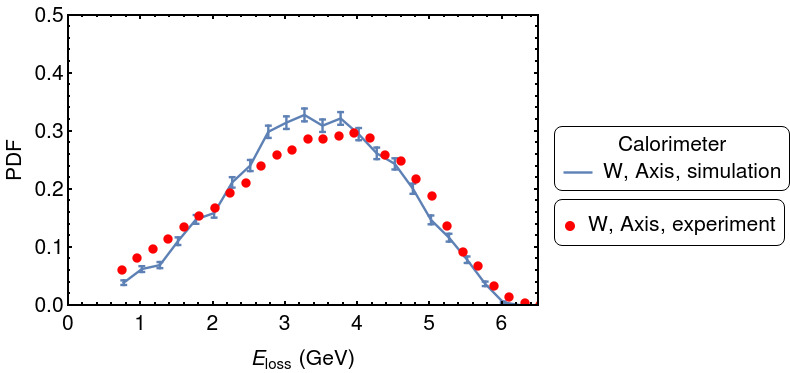 0.5
0.4
0.3
0.2
0.1
0.0
PDF
0 1 2 3 4 5 6
E_loss (GeV)
Calorimeter
W, Axis, simulation
W, Axis, experiment